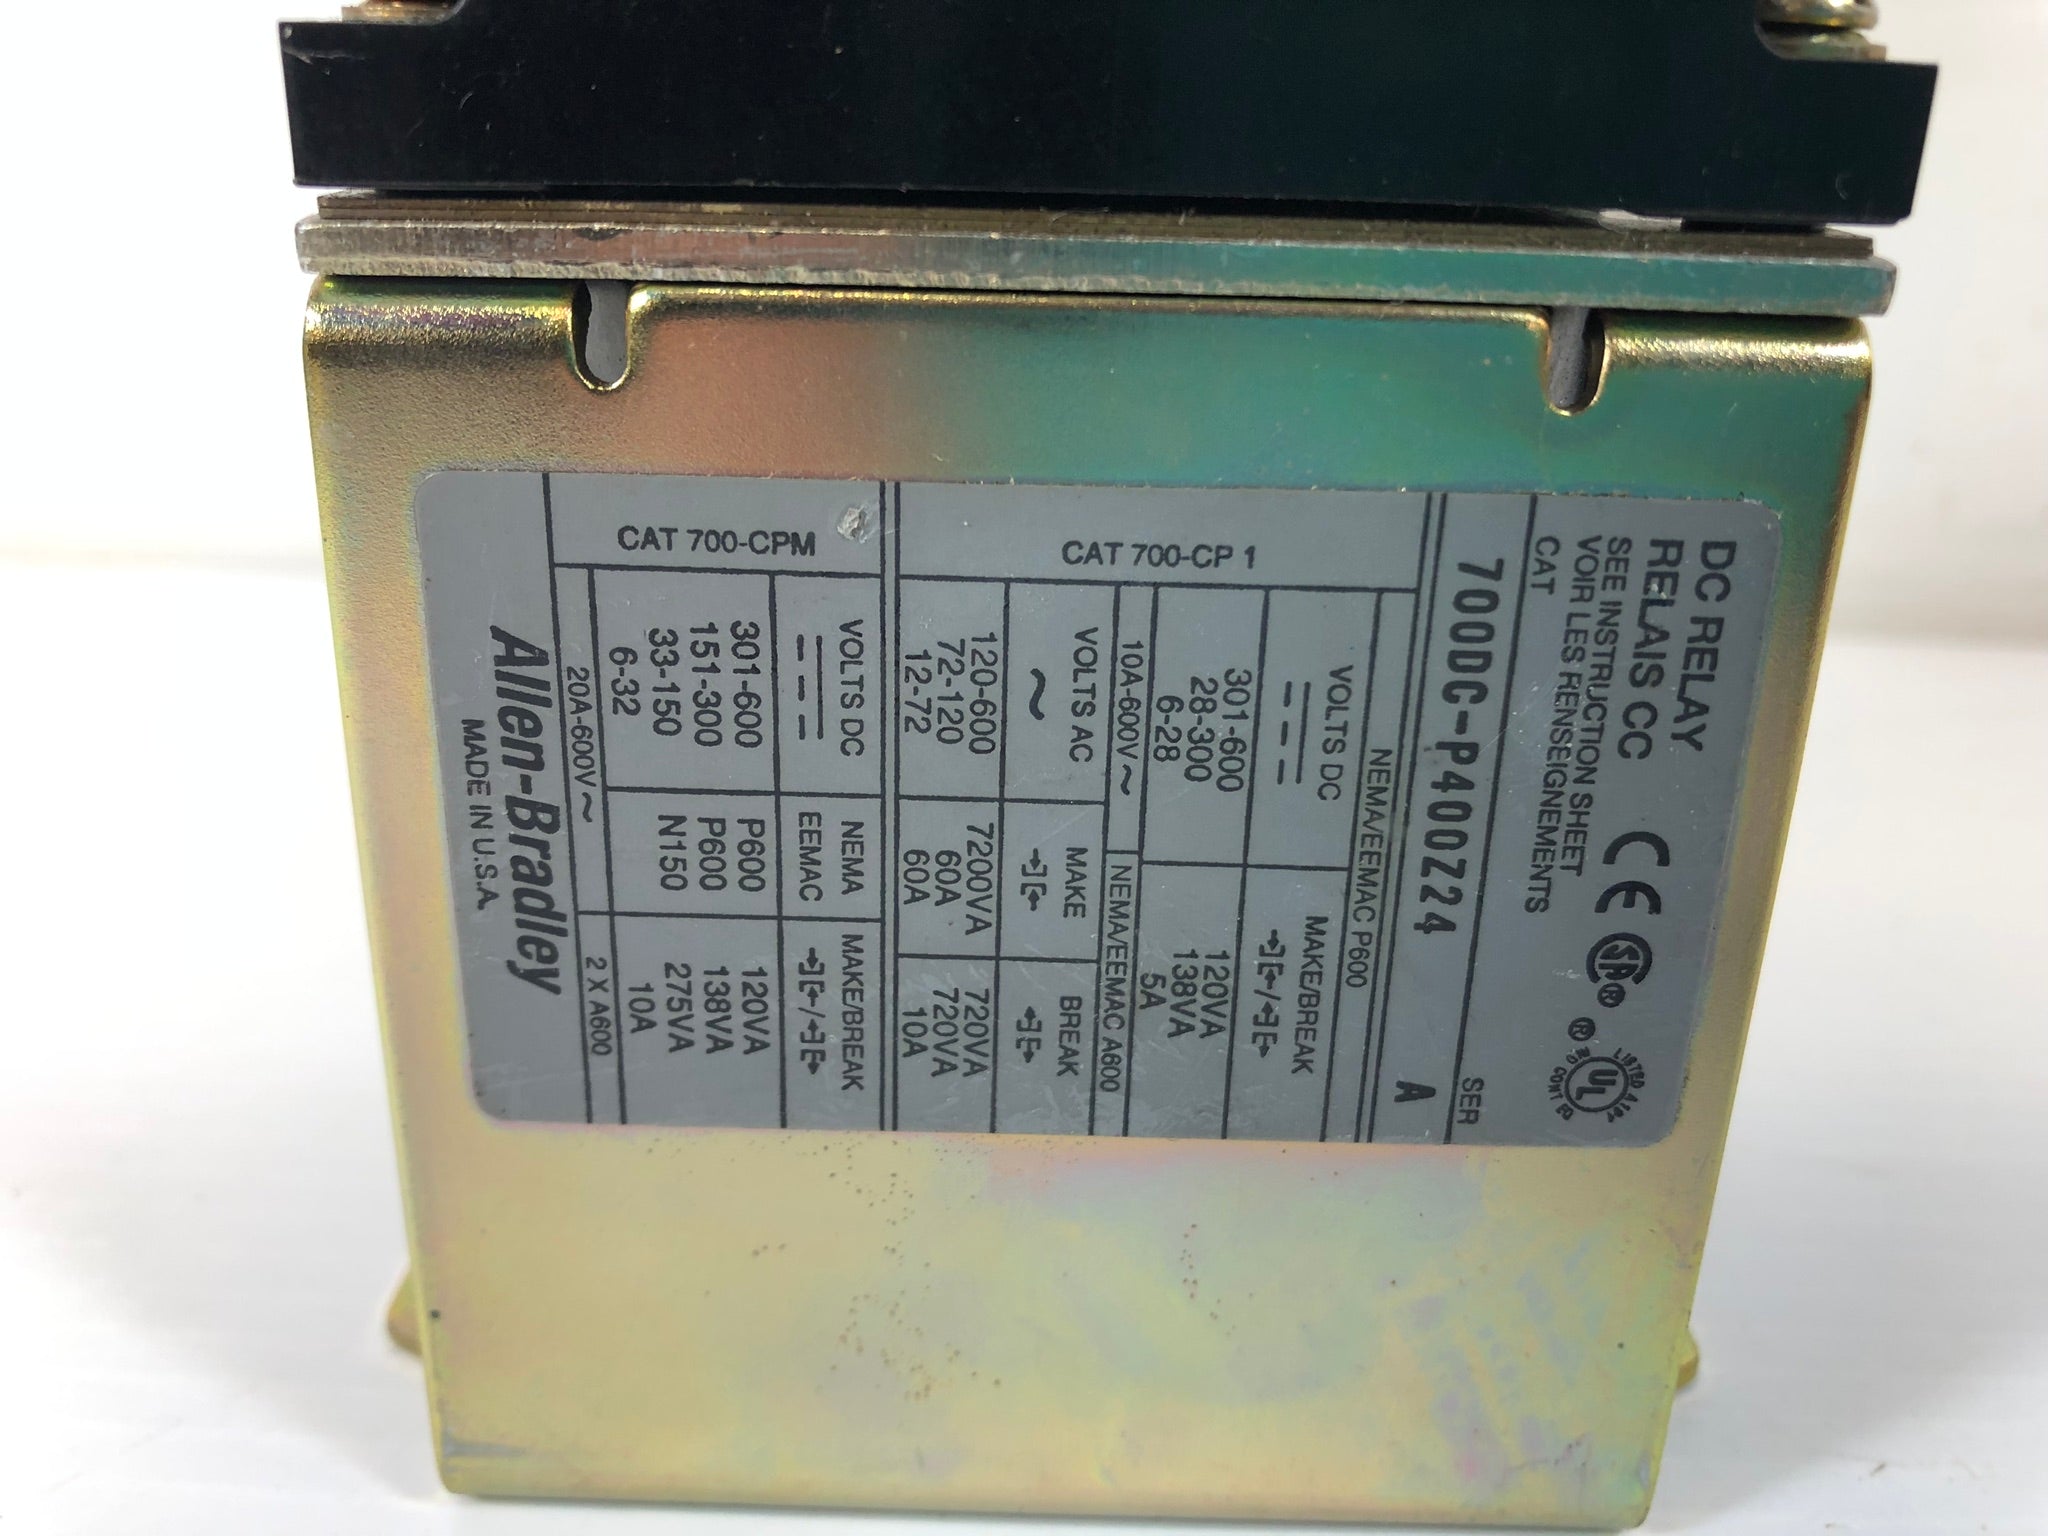 DC RELAY
RELAIS CC
SEE INSTRUCTION SHEET
VOIR LES RENSEIGNEMENTS
CE
SA ®
® UL LISTED
CAT SER
700DC-P400Z24 A
CAT 700-CP 1
NEMA/EEMAC P600
VOLTS DC MAKE/BREAK
301-600 120VA
28-300 138VA
6-28 5A
10A-600V~ NEMA/EEMAC A600
VOLTS AC MAKE BREAK
~
120-600 7200VA 720VA
72-120 60A 720VA
12-72 60A 10A
CAT 700-CPM
VOLTS DC NEMA EEMAC MAKE/BREAK
301-600 P600 120VA
151-300 P600 138VA
33-150 N150 275VA
6-32 10A
20A-600V~ 2 X A600
Allen-Bradley
MADE IN U.S.A.